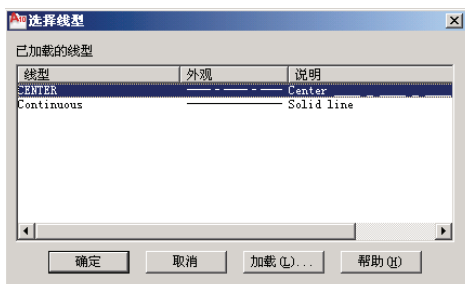 选择线型
已加载的线型
线型 外观 说明
CENTER Center
Continuous Solid line
确定 取消 加载(L)... 帮助(H)